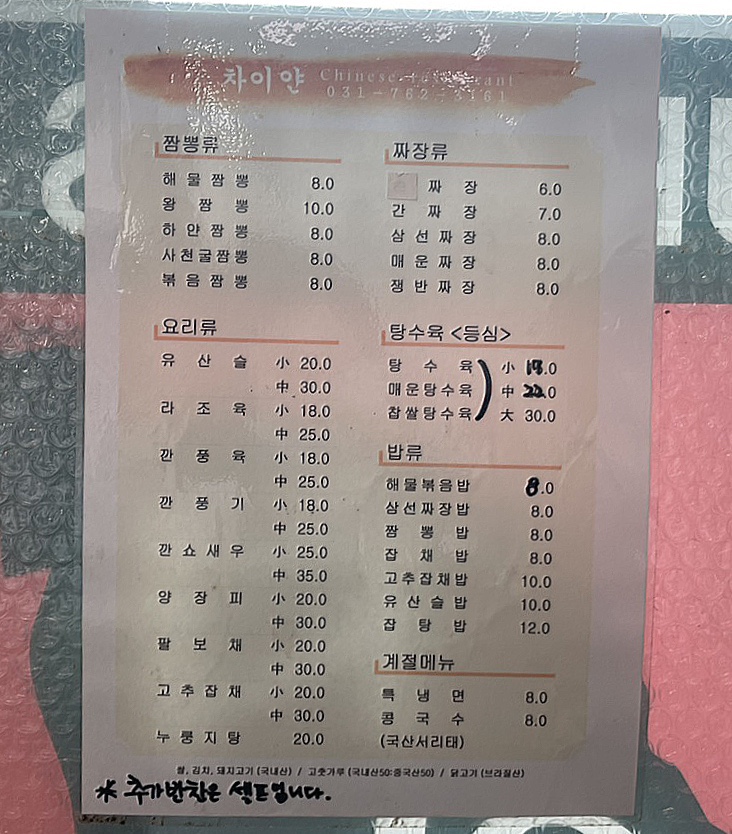 차이얀 Chinese restaurant
031-762-3161
짬뽕류
해물짬뽕 8.0
왕짬뽕 10.0
하얀짬뽕 8.0
사천굴짬뽕 8.0
볶음짬뽕 8.0
요리류
유산슬 小 20.0
中 30.0
라조육 小 18.0
中 25.0
깐풍육 小 18.0
中 25.0
깐풍기 小 18.0
中 25.0
깐쇼새우 小 25.0
中 35.0
양장피 小 20.0
中 30.0
팔보채 小 20.0
中 30.0
고추잡채 小 20.0
中 30.0
누룽지탕 20.0
짜장류
짜장 6.0
간짜장 7.0
삼선짜장 8.0
매운짜장 8.0
쟁반짜장 8.0
탕수육 <등심>
탕수육 小
매운탕수육 中 22.0
찹쌀탕수육 大 30.0
밥류
해물볶음밥 8.0
삼선짜장밥 8.0
짬뽕밥 8.0
잡채밥 8.0
고추잡채밥 10.0
유산슬밥 10.0
잡탕밥 12.0
계절메뉴
특냉면 8.0
콩국수 8.0
(국산서리태)
쌀, 김치, 돼지고기 (국내산) / 고춧가루 (국내산50:중국산50) / 닭고기 (브라질산)
※ 추가반찬은 셀프입니다.